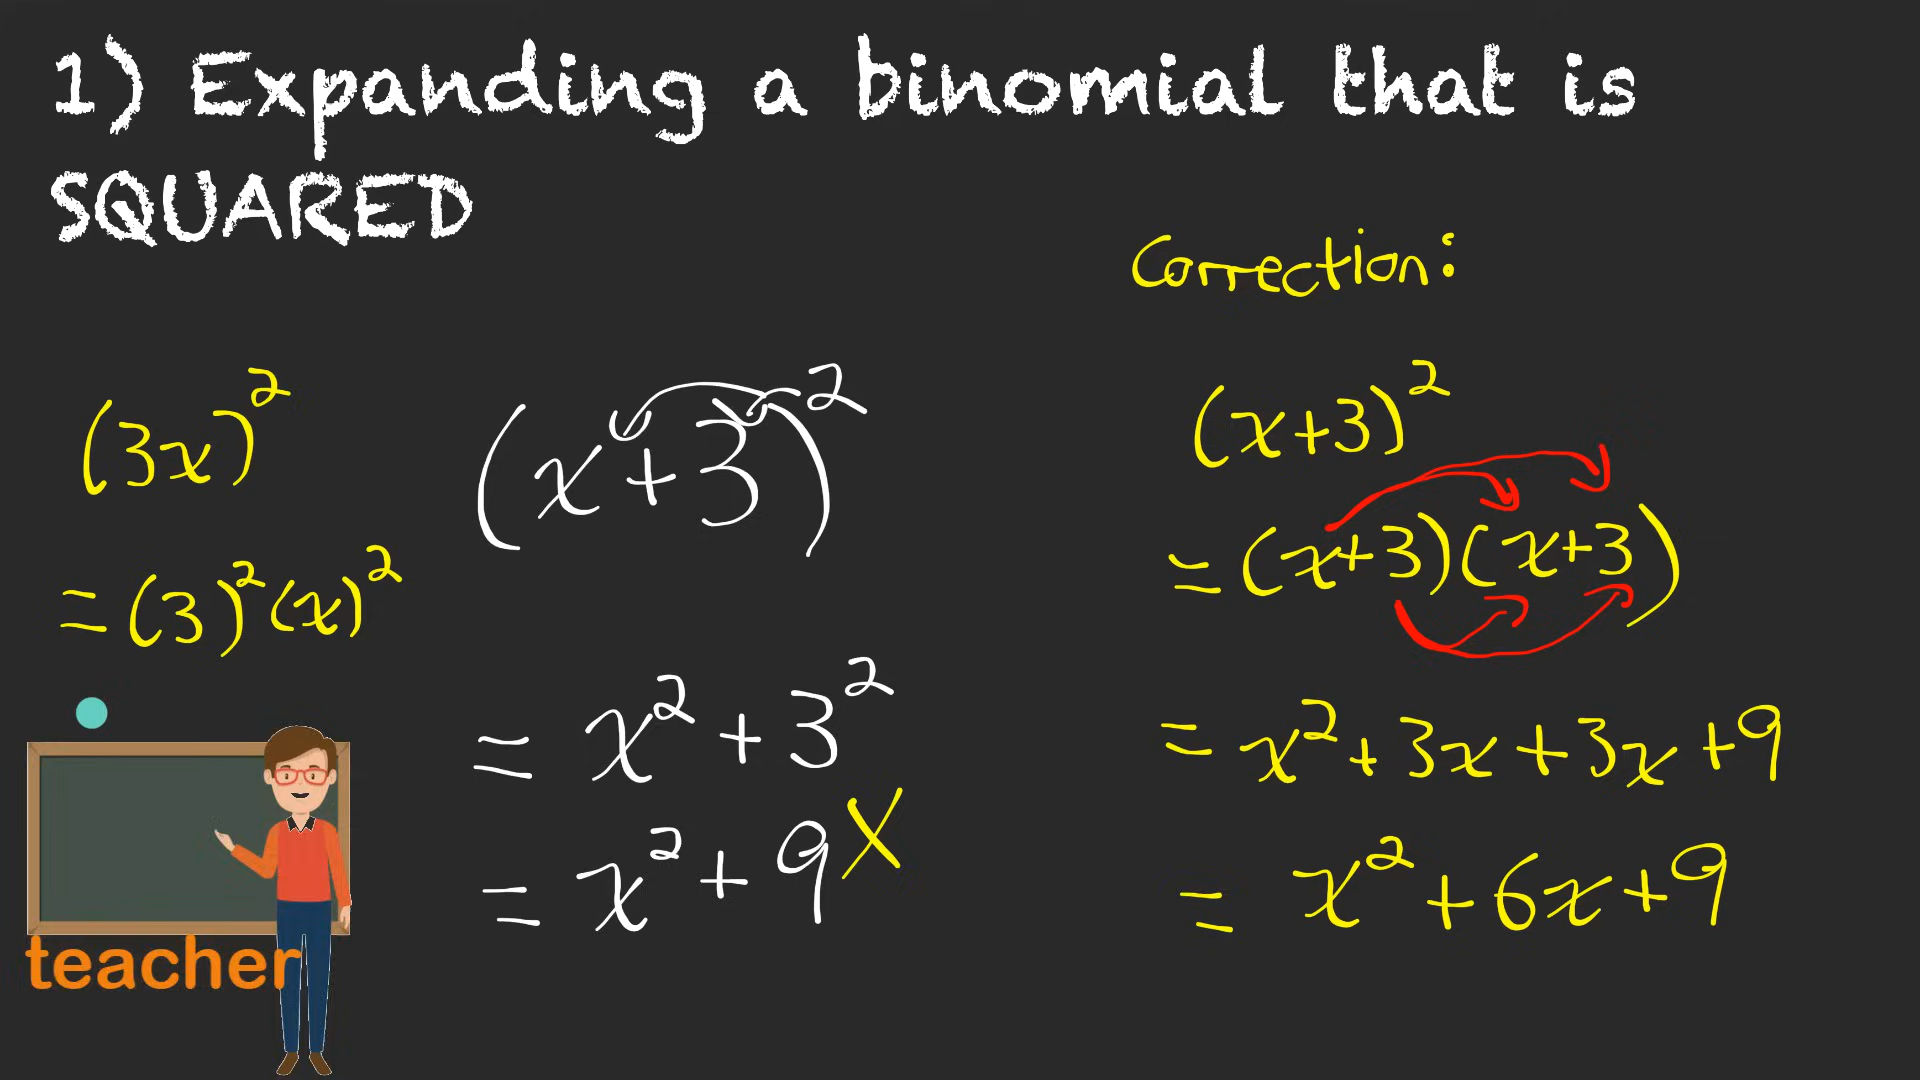 1) Expanding a binomial that is
SQUARED
(3x)²
= (3)²(x)²
teacher
(x+3)²
= x² + 3²
= x² + 9 X
Correction:
(x+3)²
= (x+3)(x+3)
= x² + 3x + 3x + 9
= x² + 6x + 9